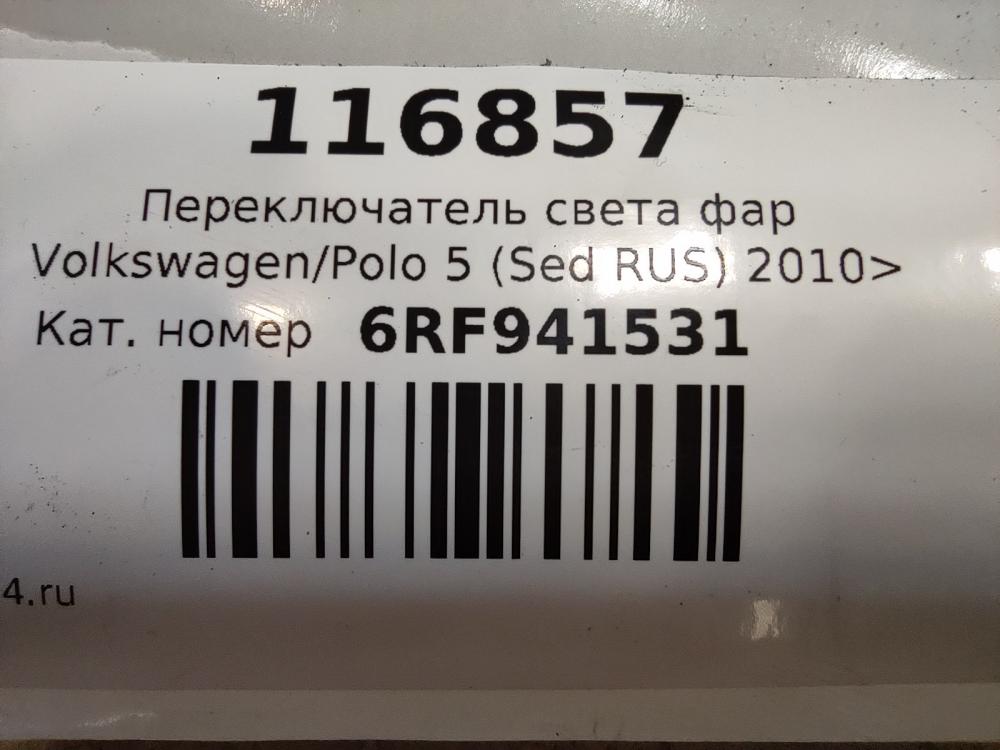 116857
Переключатель света фар
Volkswagen/Polo 5 (Sed RUS) 2010>
Кат. номер 6RF941531
4.ru